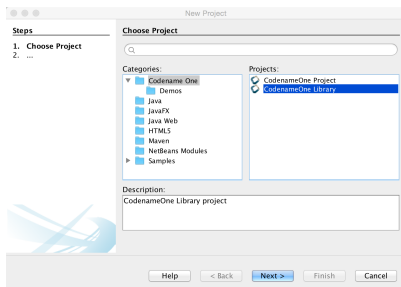 New Project
Steps
1. Choose Project
2. ...
Choose Project
Categories:
Codename One
Demos
Java
JavaFX
Java Web
HTML5
Maven
NetBeans Modules
Samples
Projects:
CodenameOne Project
CodenameOne Library
Description:
CodenameOne Library project
Help
< Back
Next >
Finish
Cancel